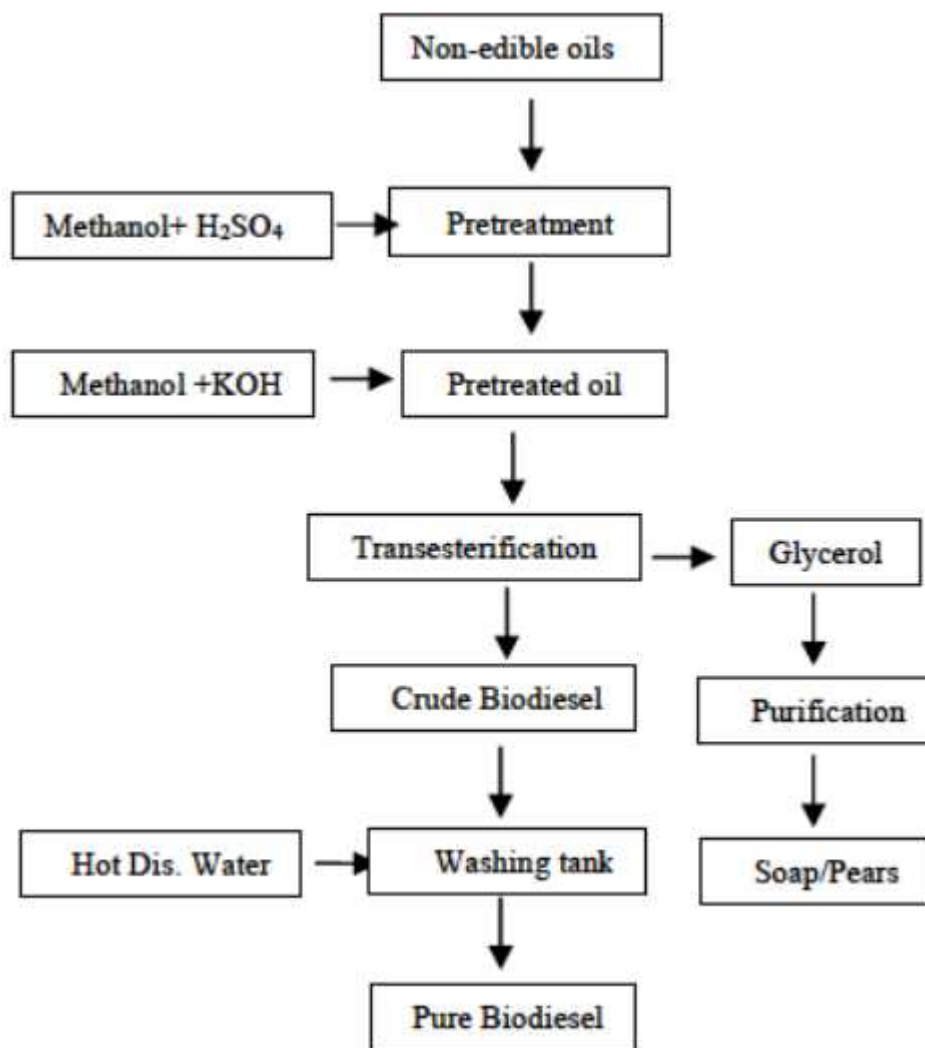 Non-edible oils
Methanol+ H₂SO₄
Pretreatment
Methanol +KOH
Pretreated oil
Transesterification
Glycerol
Crude Biodiesel
Purification
Hot Dis. Water
Washing tank
Soap/Pears
Pure Biodiesel